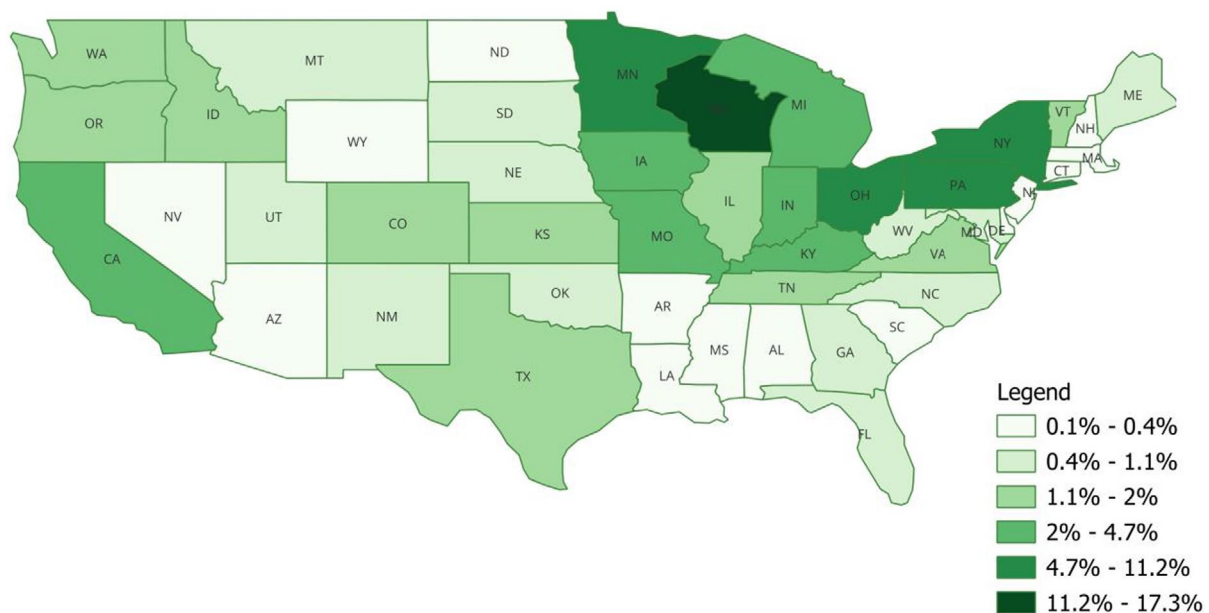 WA
MT
ND
MN
MI
ME
VT
NH
OR
ID
SD
WY
NY
MA
CT
IA
NE
PA
NJ
OH
IL
IN
NV
UT
CO
KS
MO
WV
MD
DE
VA
KY
CA
TN
NC
OK
AR
AZ
NM
SC
MS
AL
GA
TX
LA
FL
Legend
0.1% - 0.4%
0.4% - 1.1%
1.1% - 2%
2% - 4.7%
4.7% - 11.2%
11.2% - 17.3%